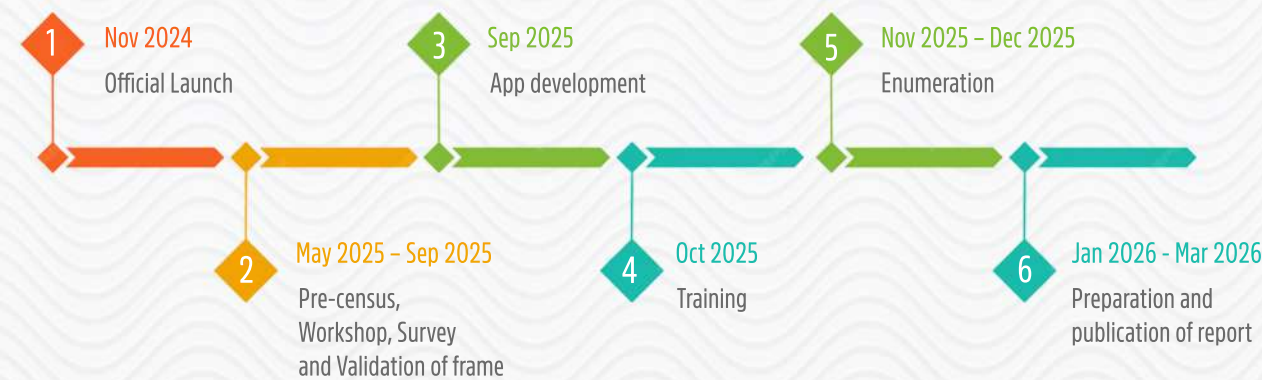 1
Nov 2024
Official Launch
2
May 2025 – Sep 2025
Pre-census,
Workshop, Survey
and Validation of frame
3
Sep 2025
App development
4
Oct 2025
Training
5
Nov 2025 – Dec 2025
Enumeration
6
Jan 2026 - Mar 2026
Preparation and
publication of report